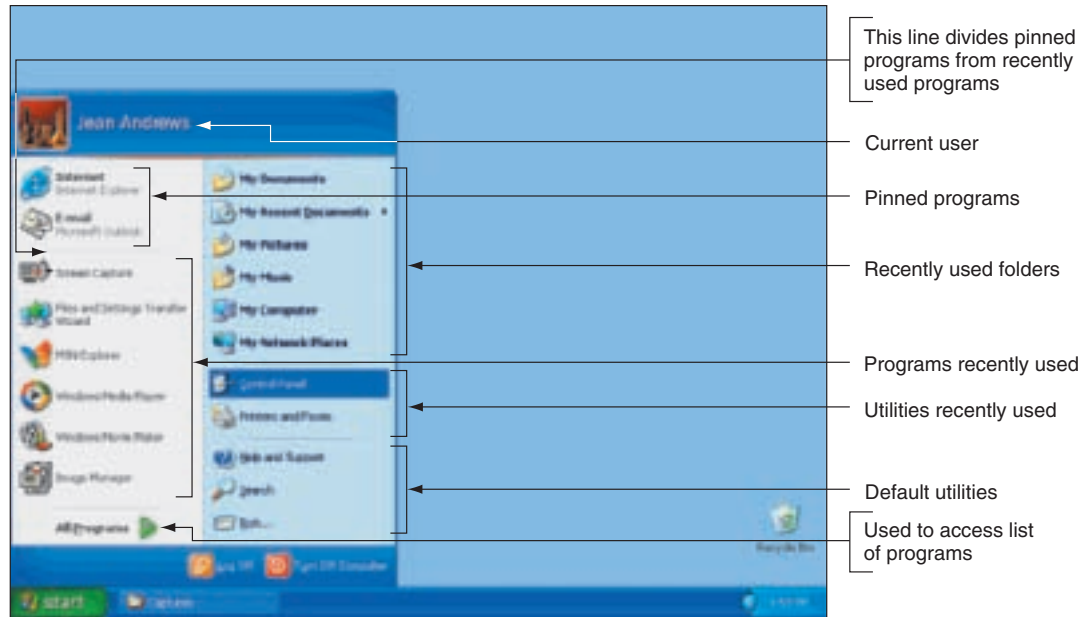 This line divides pinned
programs from recently
used programs
Jean Andrews
Current user
Internet
Internet Explorer
E-mail
Microsoft Outlook
Pinned programs
My Documents
My Recent Documents
My Pictures
My Music
My Computer
My Network Places
Recently used folders
Screen Capture
Files and Settings Transfer
Wizard
MSN Explorer
Windows Media Player
Windows Movie Maker
Image Manager
Programs recently used
Control Panel
Printers and Faxes
Utilities recently used
Help and Support
Search
Run...
Default utilities
All Programs
Used to access list
of programs
Recycle Bin
Log Off
Turn Off Computer
start